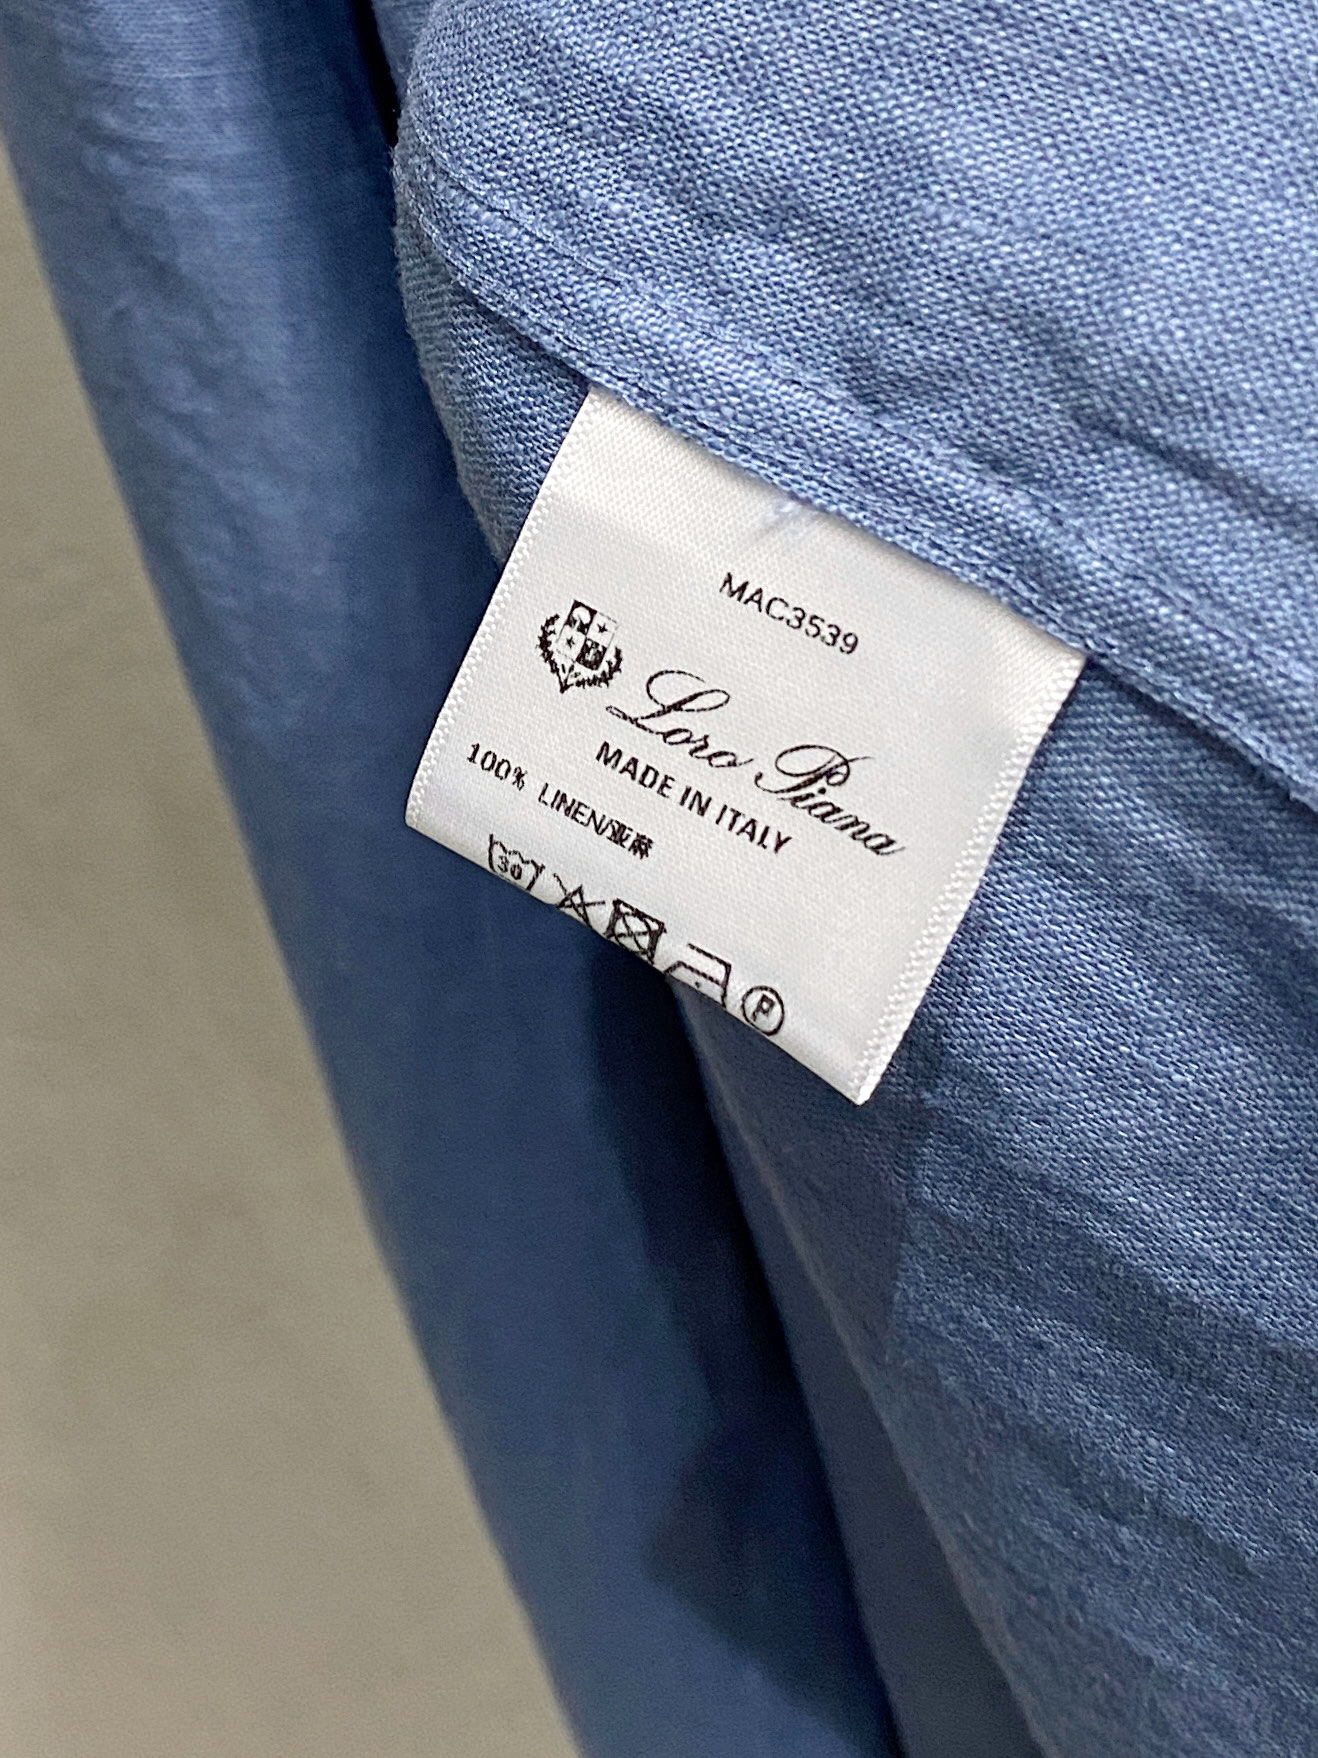 MAC3539
Loro Piana
MADE IN ITALY
100% LINEN/亚麻
30
P